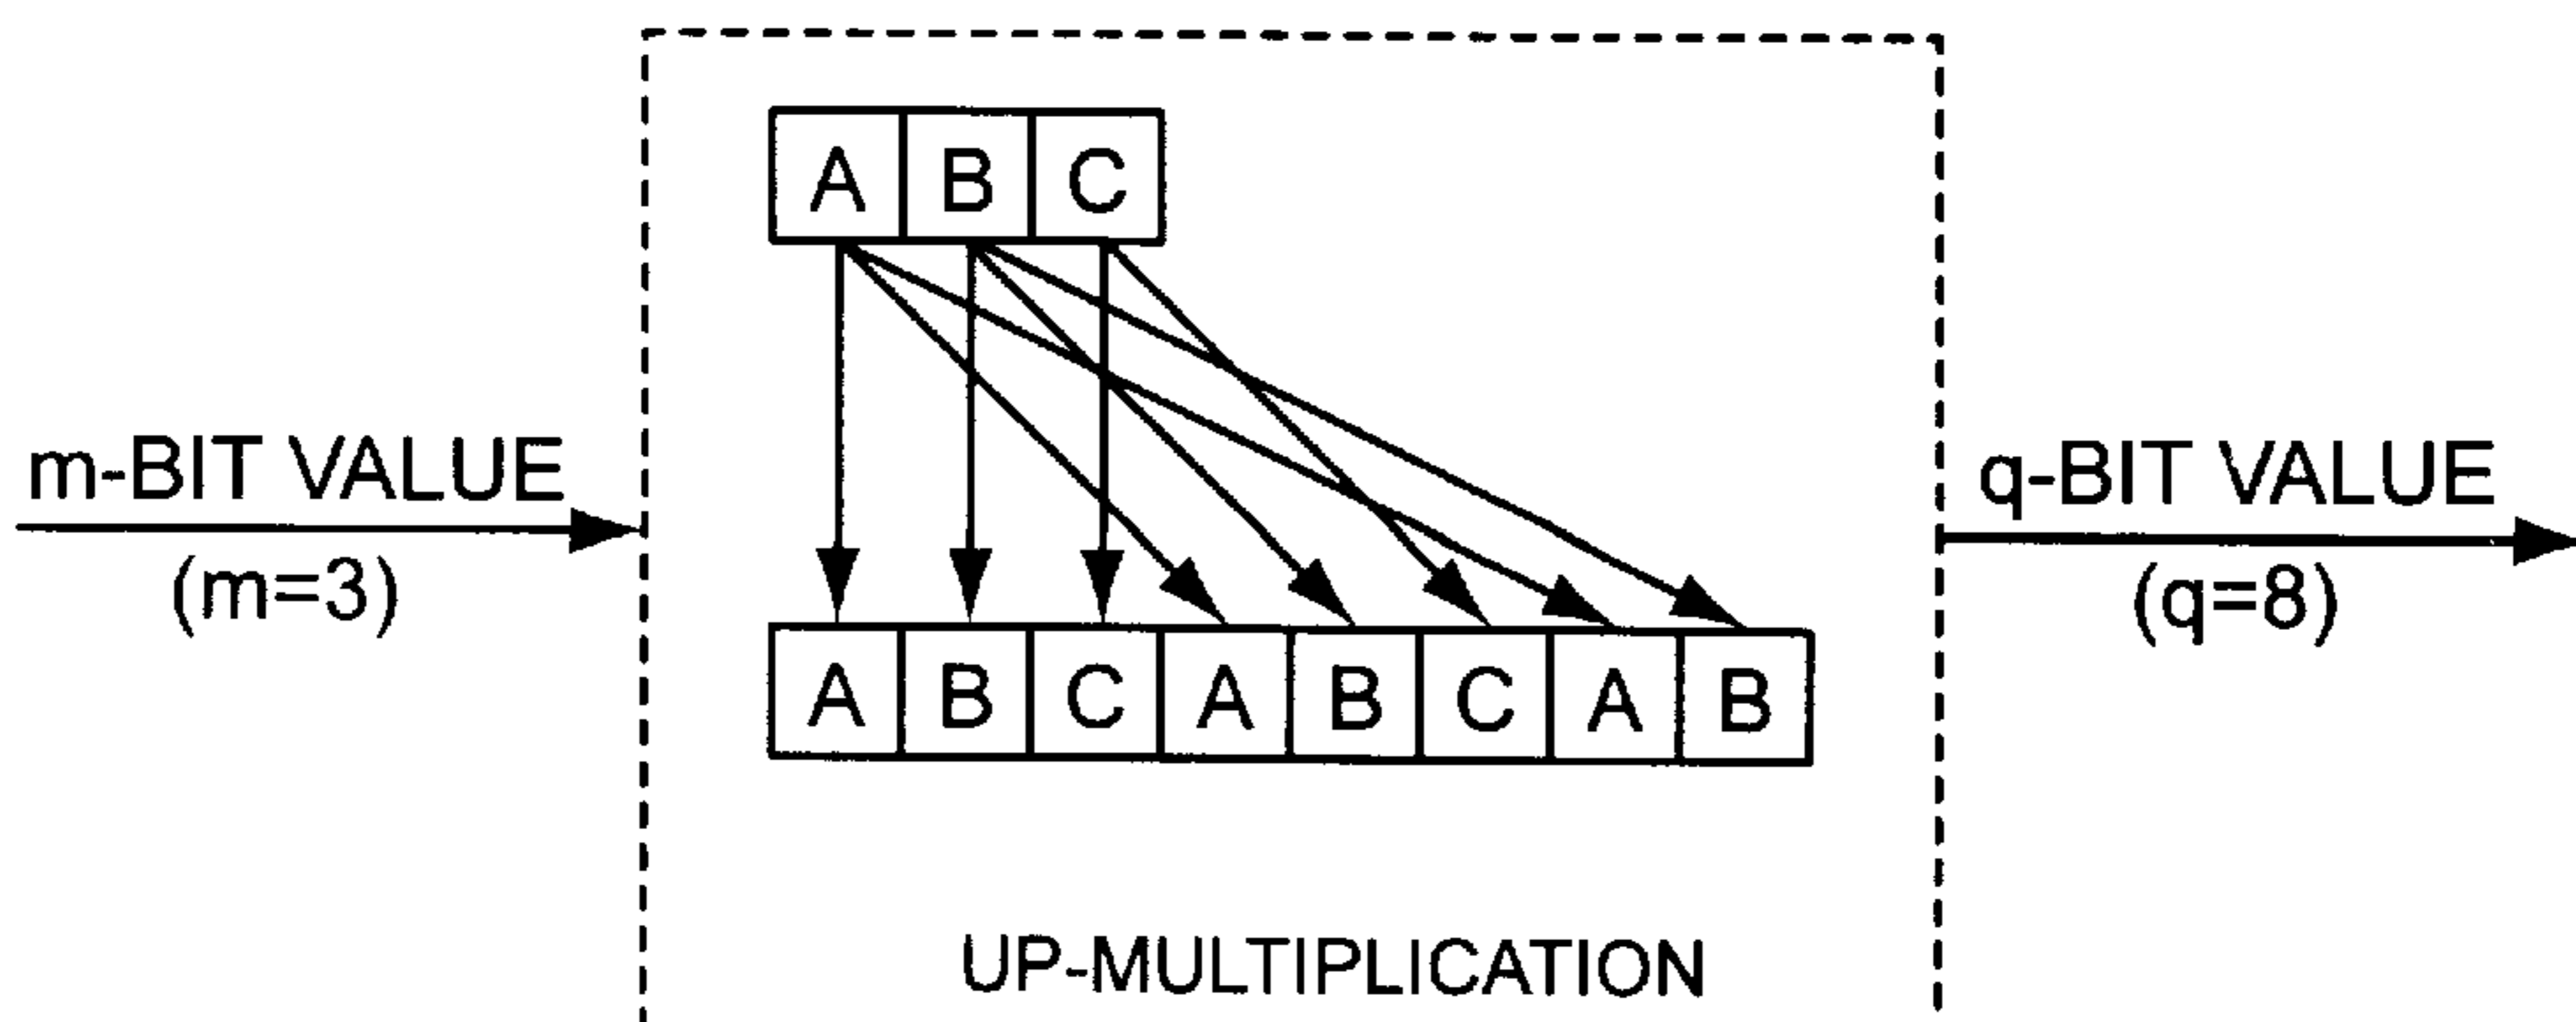 A B C
m-BIT VALUE
(m=3)
q-BIT VALUE
(q=8)
A B C A B C A B
UP-MULTIPLICATION